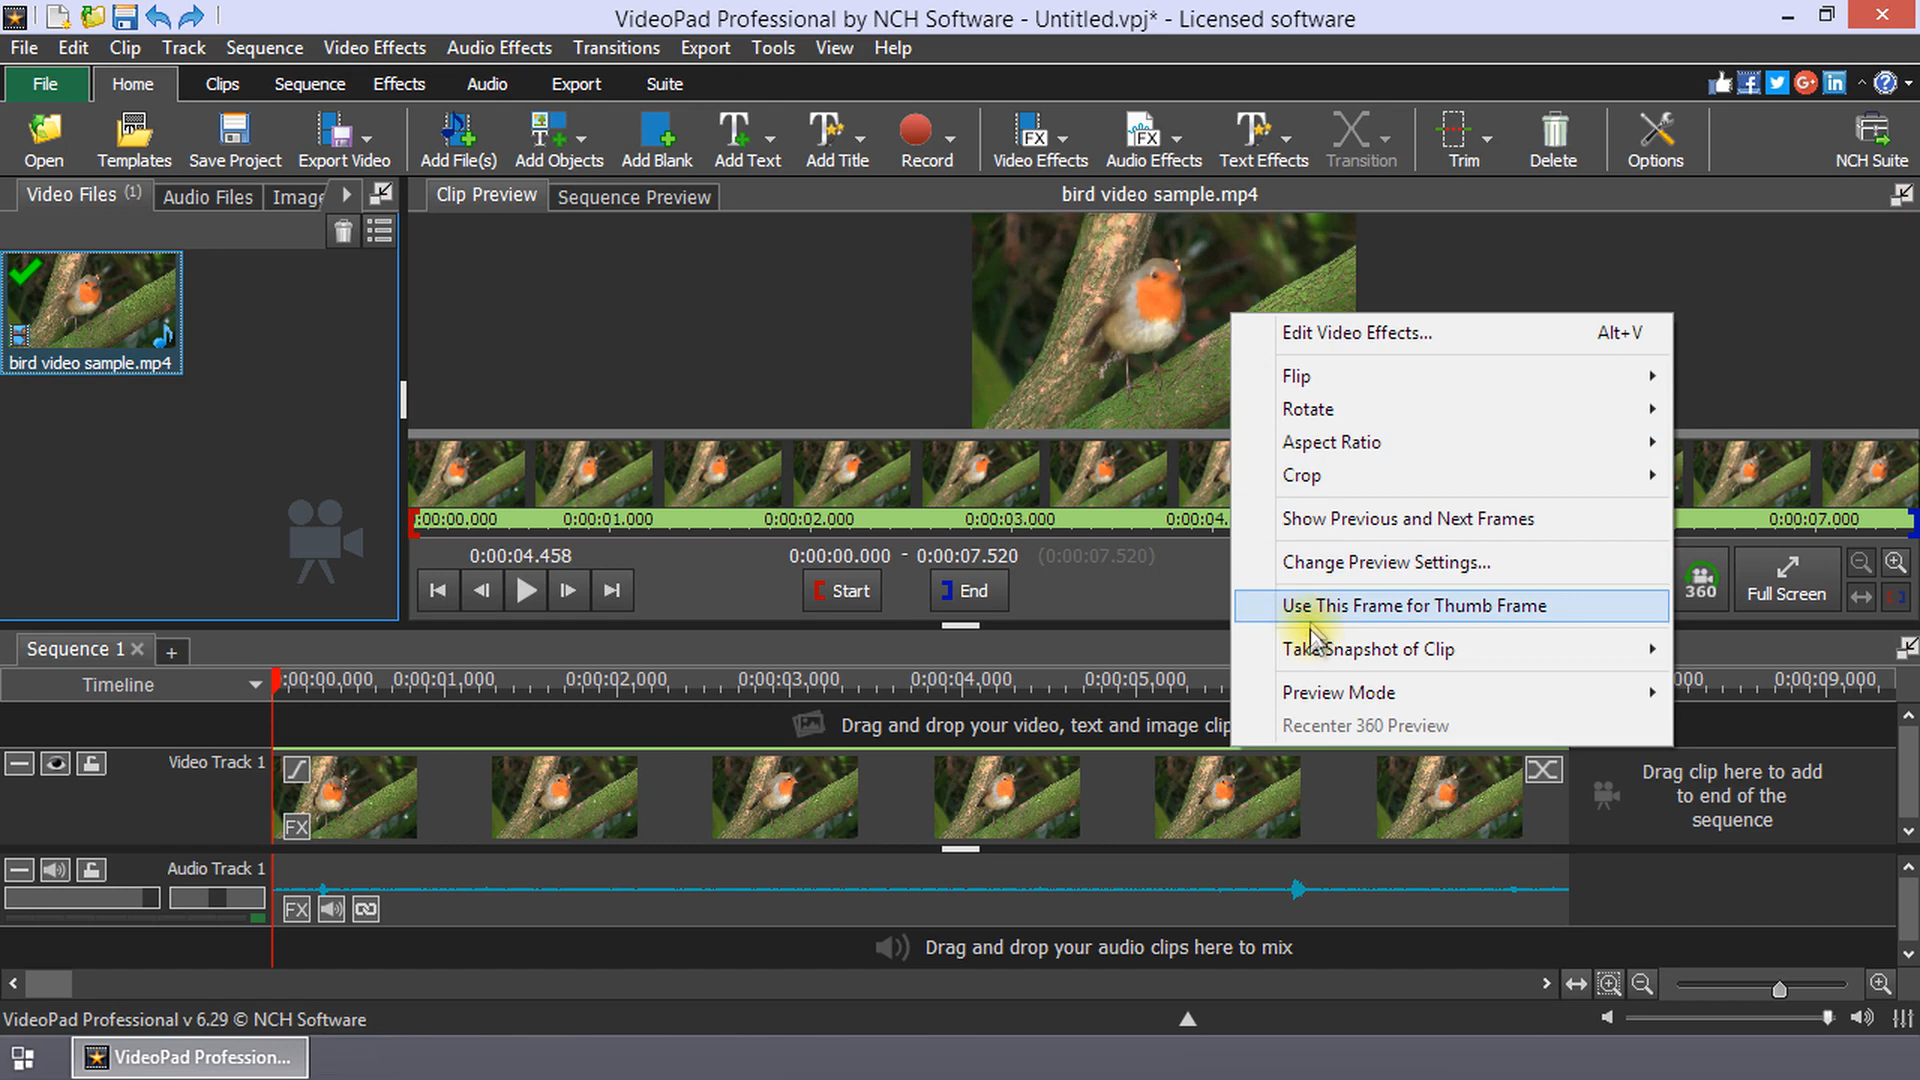 VideoPad Professional by NCH Software - Untitled.vpj* - Licensed software
File Edit Clip Track Sequence Video Effects Audio Effects Transitions Export Tools View Help
File Home Clips Sequence Effects Audio Export Suite
Open Templates Save Project Export Video Add File(s) Add Objects Add Blank Add Text Add Title Record Video Effects Audio Effects Text Effects Transition Trim Delete Options NCH Suite
Video Files (1) Audio Files Image
Clip Preview Sequence Preview bird video sample.mp4
bird video sample.mp4
Edit Video Effects... Alt+V
Flip
Rotate
Aspect Ratio
Crop
Show Previous and Next Frames
Change Preview Settings...
Use This Frame for Thumb Frame
Take Snapshot of Clip
Preview Mode
Recenter 360 Preview
:00:00.000 0:00:01.000 0:00:02.000 0:00:03.000 0:00:04. 0:00:07.000
0:00:04.458 0:00:00.000 - 0:00:07.520 (0:00:07.520)
Start End 360 Full Screen
Sequence 1
Timeline :00:00,000 0:00:01,000 0:00:02,000 0:00:03,000 0:00:04,000 0:00:05,000 000 0:00:09,000
Drag and drop your video, text and image clip
Video Track 1
FX
Drag clip here to add
to end of the
sequence
Audio Track 1
FX
Drag and drop your audio clips here to mix
VideoPad Professional v 6.29 © NCH Software
VideoPad Profession...